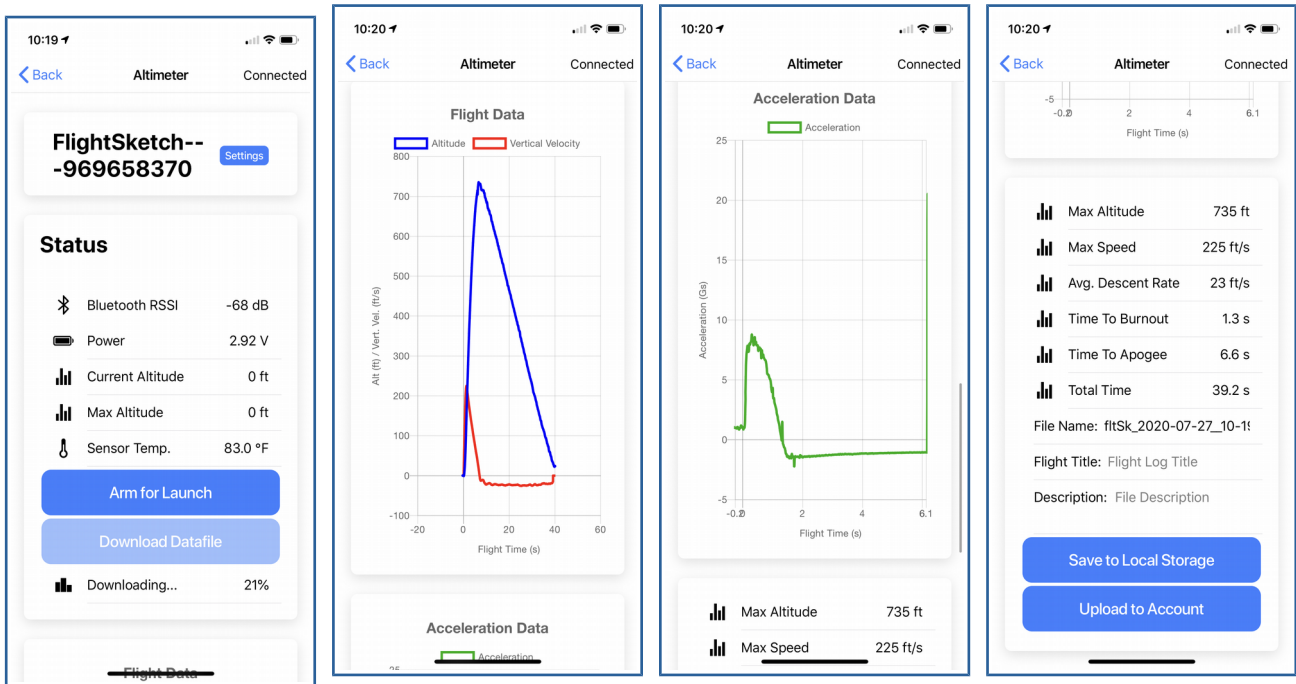 10:19
Back Altimeter Connected
FlightSketch--
-969658370
Settings
Status
Bluetooth RSSI -68 dB
Power 2.92 V
Current Altitude 0 ft
Max Altitude 0 ft
Sensor Temp. 83.0 °F
Arm for Launch
Download Datafile
Downloading... 21%
Flight Data
10:20
Back Altimeter Connected
Flight Data
Altitude Vertical Velocity
800
700
600
500
400
300
200
100
0
-100
Alt (ft) / Vert. Vel. (ft/s)
-20 0 20 40 60
Flight Time (s)
Acceleration Data
Acceleration
25
10:20
Back Altimeter Connected
Acceleration Data
Acceleration
25
20
15
10
5
0
-5
Acceleration (Gs)
-0.20 2 4 6.1
Flight Time (s)
Max Altitude 735 ft
Max Speed 225 ft/s
10:20
Back Altimeter Connected
-5
-0.20 2 4 6.1
Flight Time (s)
Max Altitude 735 ft
Max Speed 225 ft/s
Avg. Descent Rate 23 ft/s
Time To Burnout 1.3 s
Time To Apogee 6.6 s
Total Time 39.2 s
File Name: fltSk_2020-07-27__10-19
Flight Title: Flight Log Title
Description: File Description
Save to Local Storage
Upload to Account